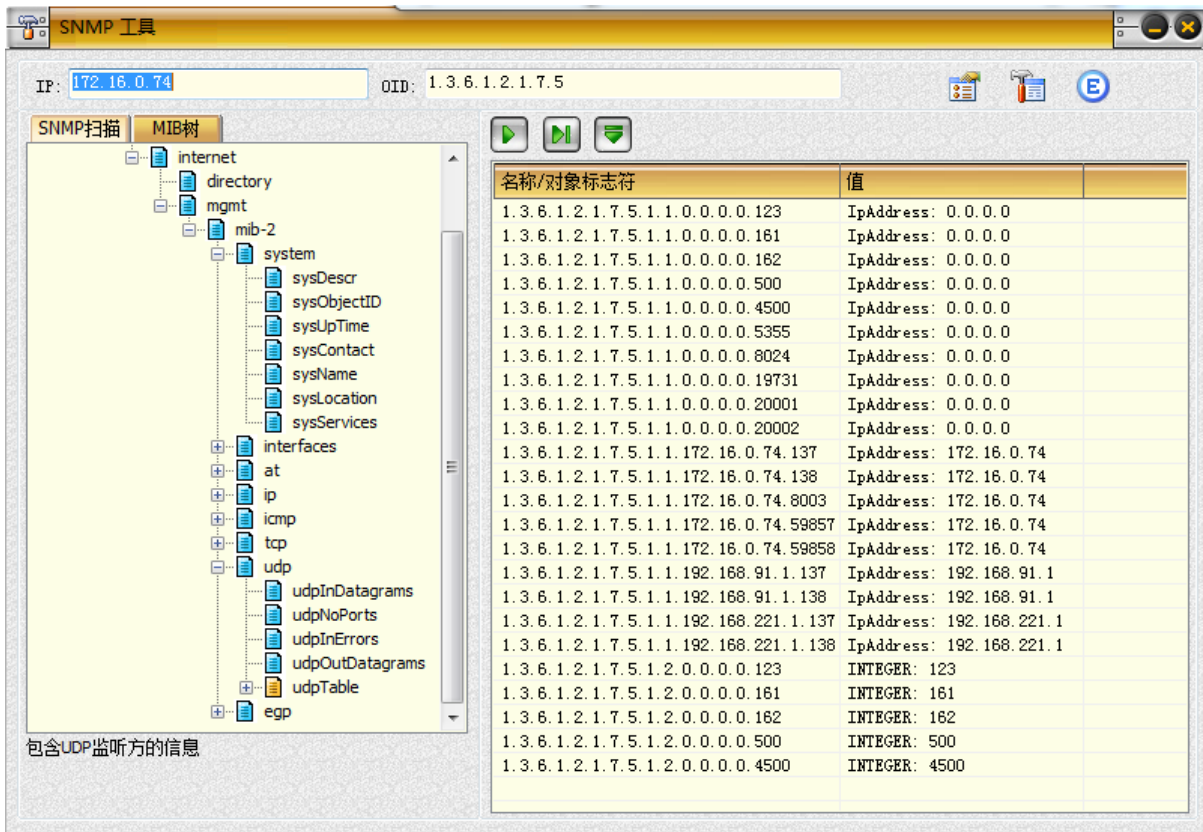 SNMP 工具
IP: 172.16.0.74 OID: 1.3.6.1.2.1.7.5
E
SNMP扫描 MIB树
internet
directory
mgmt
mib-2
system
sysDescr
sysObjectID
sysUpTime
sysContact
sysName
sysLocation
sysServices
interfaces
at
ip
icmp
tcp
udp
udpInDatagrams
udpNoPorts
udpInErrors
udpOutDatagrams
udpTable
egp
包含UDP监听方的信息
名称/对象标志符 值
1.3.6.1.2.1.7.5.1.1.0.0.0.0.123 IpAddress: 0.0.0.0
1.3.6.1.2.1.7.5.1.1.0.0.0.0.161 IpAddress: 0.0.0.0
1.3.6.1.2.1.7.5.1.1.0.0.0.0.162 IpAddress: 0.0.0.0
1.3.6.1.2.1.7.5.1.1.0.0.0.0.500 IpAddress: 0.0.0.0
1.3.6.1.2.1.7.5.1.1.0.0.0.0.4500 IpAddress: 0.0.0.0
1.3.6.1.2.1.7.5.1.1.0.0.0.0.5355 IpAddress: 0.0.0.0
1.3.6.1.2.1.7.5.1.1.0.0.0.0.8024 IpAddress: 0.0.0.0
1.3.6.1.2.1.7.5.1.1.0.0.0.0.19731 IpAddress: 0.0.0.0
1.3.6.1.2.1.7.5.1.1.0.0.0.0.20001 IpAddress: 0.0.0.0
1.3.6.1.2.1.7.5.1.1.0.0.0.0.20002 IpAddress: 0.0.0.0
1.3.6.1.2.1.7.5.1.1.172.16.0.74.137 IpAddress: 172.16.0.74
1.3.6.1.2.1.7.5.1.1.172.16.0.74.138 IpAddress: 172.16.0.74
1.3.6.1.2.1.7.5.1.1.172.16.0.74.8003 IpAddress: 172.16.0.74
1.3.6.1.2.1.7.5.1.1.172.16.0.74.59857 IpAddress: 172.16.0.74
1.3.6.1.2.1.7.5.1.1.172.16.0.74.59858 IpAddress: 172.16.0.74
1.3.6.1.2.1.7.5.1.1.192.168.91.1.137 IpAddress: 192.168.91.1
1.3.6.1.2.1.7.5.1.1.192.168.91.1.138 IpAddress: 192.168.91.1
1.3.6.1.2.1.7.5.1.1.192.168.221.1.137 IpAddress: 192.168.221.1
1.3.6.1.2.1.7.5.1.1.192.168.221.1.138 IpAddress: 192.168.221.1
1.3.6.1.2.1.7.5.1.2.0.0.0.0.123 INTEGER: 123
1.3.6.1.2.1.7.5.1.2.0.0.0.0.161 INTEGER: 161
1.3.6.1.2.1.7.5.1.2.0.0.0.0.162 INTEGER: 162
1.3.6.1.2.1.7.5.1.2.0.0.0.0.500 INTEGER: 500
1.3.6.1.2.1.7.5.1.2.0.0.0.0.4500 INTEGER: 4500